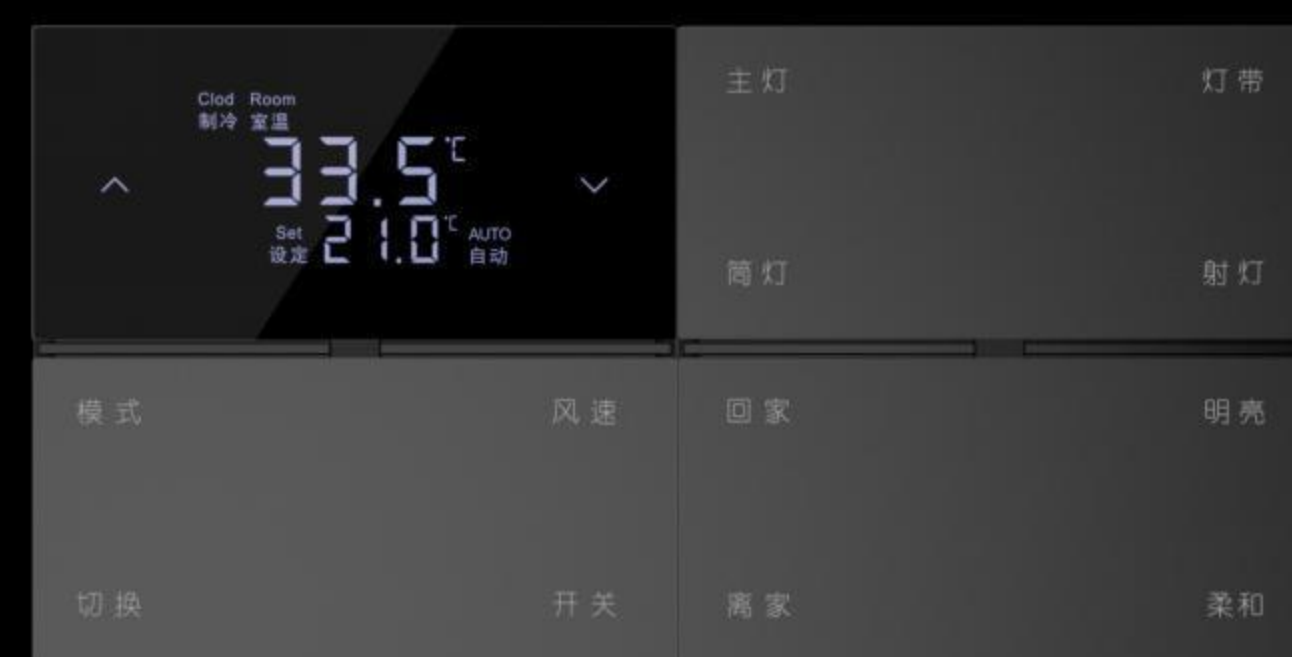 Clod Room
制冷 室温
33.5℃
Set 21.0℃ AUTO
设定 自动
主灯 灯带
筒灯 射灯
模式 风速
切换 开关
回家 明亮
离家 柔和